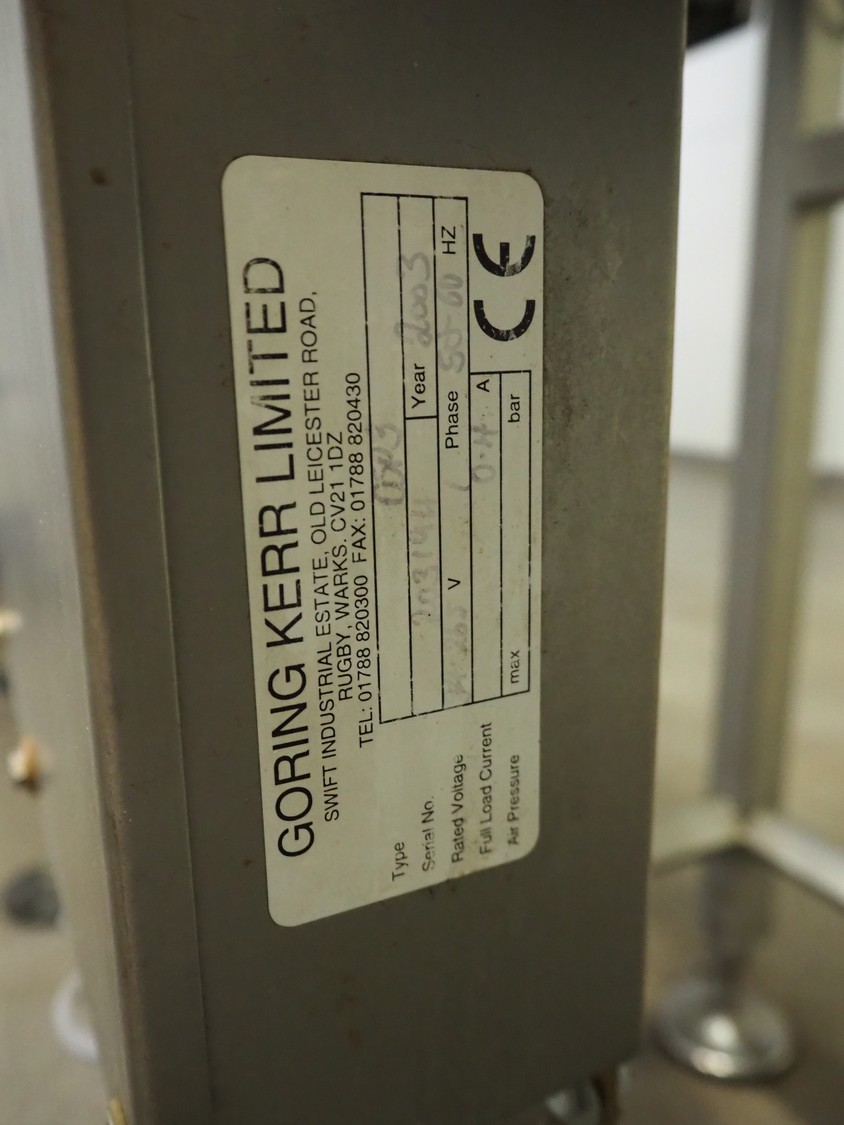 GORING KERR LIMITED
SWIFT INDUSTRIAL ESTATE, OLD LEICESTER ROAD,
RUGBY, WARKS. CV21 1DZ
TEL: 01788 820300 FAX: 01788 820430
Type
Serial No. Year 2003
Rated Voltage V Phase 50-60 HZ
Full Load Current A
Air Pressure max bar
CE